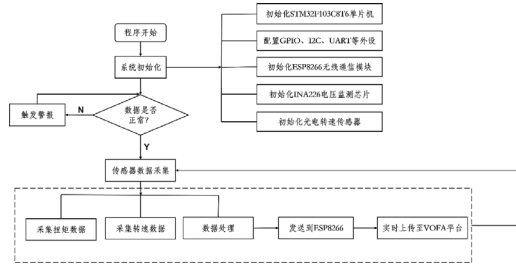 程序开始
系统初始化
初始化STM32F103C8T6单片机
配置GPIO、I2C、UART等外设
初始化ESP8266无线通信模块
初始化INA226电压监测芯片
初始化光电转速传感器
触发警报
N
数据是否
正常?
Y
传感器数据采集
采集扭矩数据
采集转速数据
数据处理
发送到ESP8266
实时上传至VOFA平台